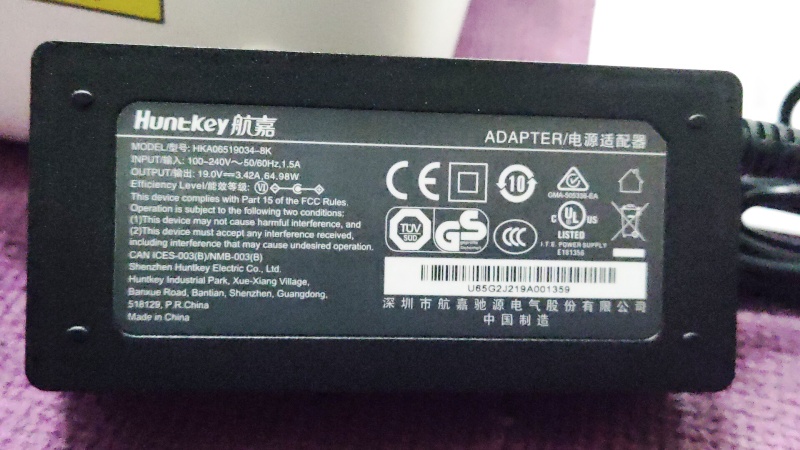 Huntkey 航嘉
ADAPTER/电源适配器
MODEL/型号: HKA06519034-8K
INPUT/输入: 100-240V～50/60Hz,1.5A
OUTPUT/输出: 19.0V⎓3.42A,64.98W
Efficiency Level/能效等级: VI
This device complies with Part 15 of the FCC Rules.
Operation is subject to the following two conditions:
(1)This device may not cause harmful interference, and
(2)This device must accept any interference received,
including interference that may cause undesired operation.
CAN ICES-003(B)/NMB-003(B)
Shenzhen Huntkey Electric Co., Ltd.
Huntkey Industrial Park, Xue-Xiang Village,
Banxue Road, Bantian, Shenzhen, Guangdong,
518129, P.R.China
Made in China
CE
10
GMA-505336-EA
TÜV
SÜD
GS
CCC
C UL US
LISTED
I.T.E. POWER SUPPLY
E181356
U65G2J219A001359
深圳市航嘉驰源电气股份有限公司
中国制造